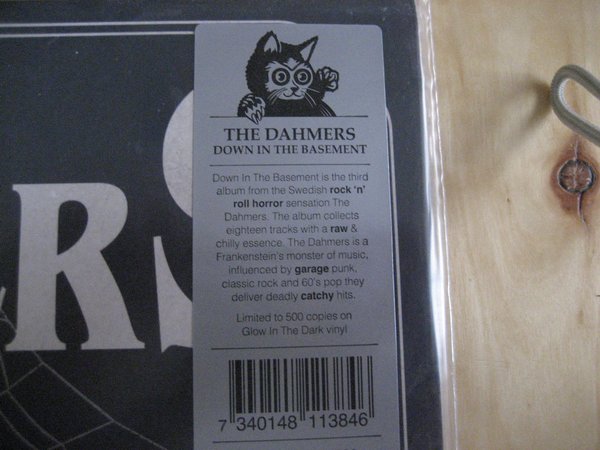 RS
THE DAHMERS
DOWN IN THE BASEMENT
Down In The Basement is the third
album from the Swedish rock 'n'
roll horror sensation The
Dahmers. The album collects
eighteen tracks with a raw &
chilly essence. The Dahmers is a
Frankenstein's monster of music,
influenced by garage punk,
classic rock and 60's pop they
deliver deadly catchy hits.
Limited to 500 copies on
Glow In The Dark vinyl
7 340148 113846